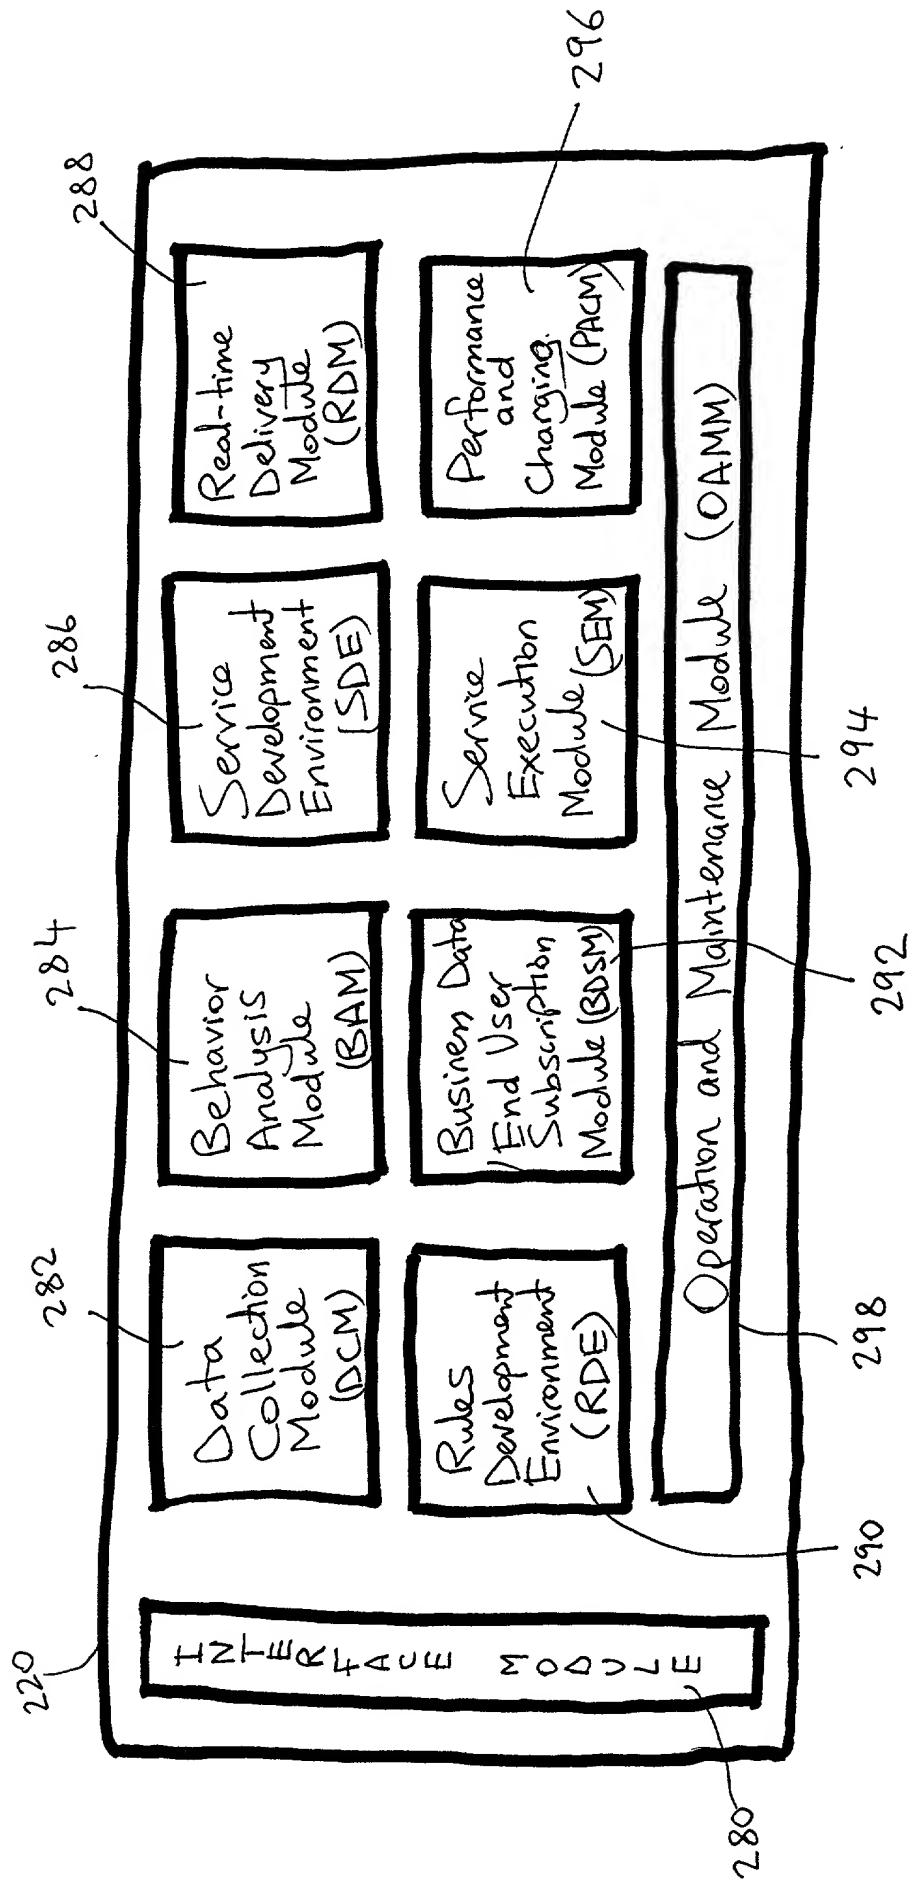 220
282
284
286
288
INTERFACE MODULE
Data
Collection
Module
(DCM)
Behavior
Analysis
Module
(BAM)
Service
Development
Environment
(SDE)
Real-time
Delivery
Module
(RDM)
Rules
Development
Environment
(RDE)
Business Data
End User
Subscription
Module (BDSM)
Service
Execution
Module (SEM)
Performance
and
Charging
Module (PACM)
Operation and Maintenance Module (OAMM)
280
290
298
292
294
296